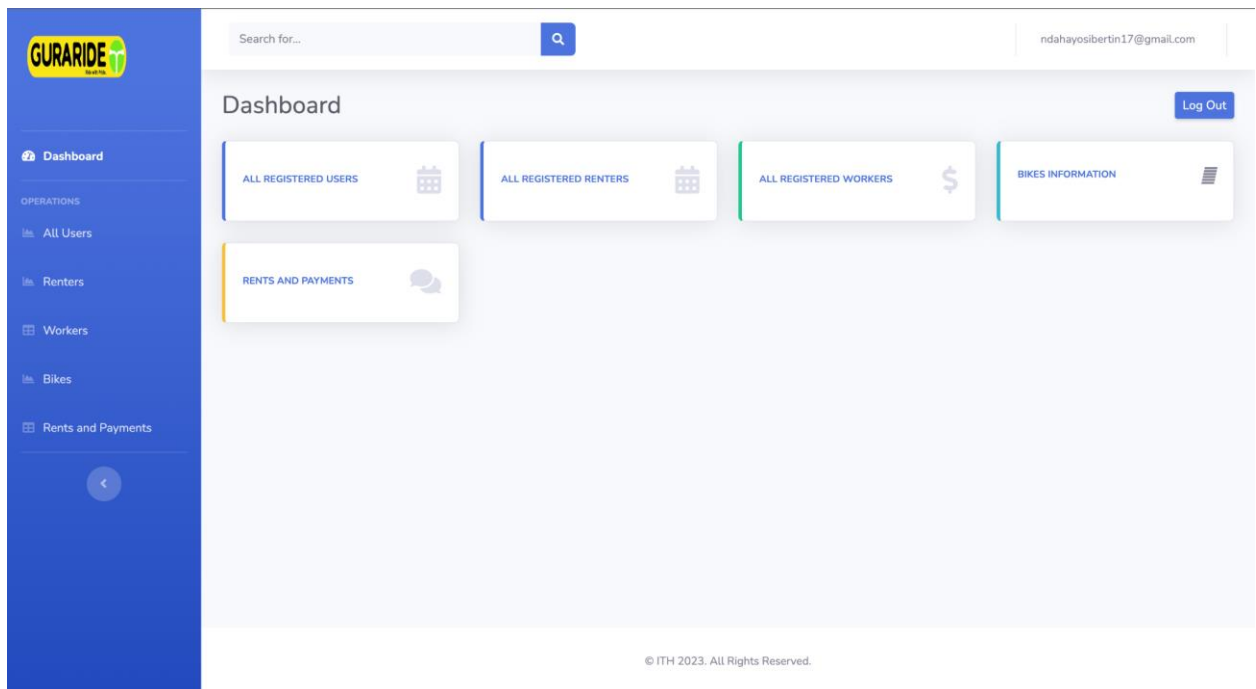 GURARIDE
Search for...
ndahayosibertin17@gmail.com
Dashboard
Log Out
Dashboard
OPERATIONS
All Users
Renters
Workers
Bikes
Rents and Payments
ALL REGISTERED USERS
ALL REGISTERED RENTERS
ALL REGISTERED WORKERS
BIKES INFORMATION
RENTS AND PAYMENTS
© ITH 2023. All Rights Reserved.